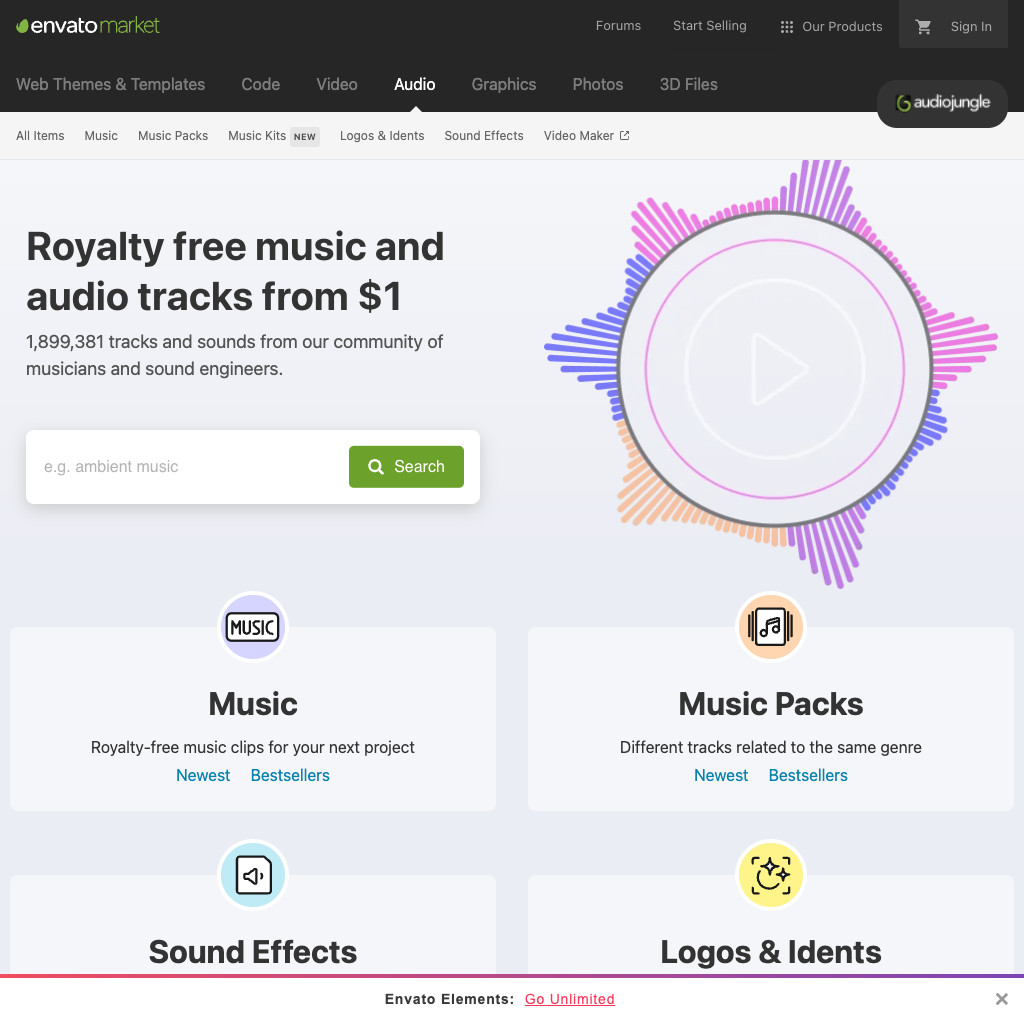 envato market
Forums
Start Selling
Our Products
Sign In
Web Themes & Templates
Code
Video
Audio
Graphics
Photos
3D Files
audiojungle
All Items
Music
Music Packs
Music Kits NEW
Logos & Idents
Sound Effects
Video Maker
Royalty free music and
audio tracks from $1
1,899,381 tracks and sounds from our community of
musicians and sound engineers.
e.g. ambient music
Search
MUSIC
Music
Royalty-free music clips for your next project
Newest
Bestsellers
Music Packs
Different tracks related to the same genre
Newest
Bestsellers
Sound Effects
Logos & Idents
Envato Elements: Go Unlimited